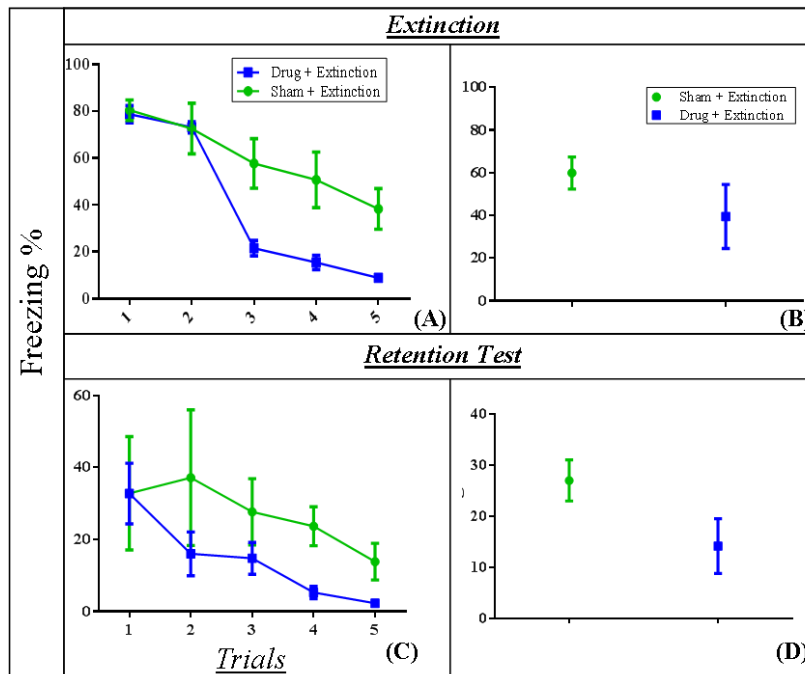 Extinction
Freezing %
100
80
60
40
20
0
Drug + Extinction
Sham + Extinction
1 2 3 4 5
(A)
100
80
60
40
20
0
Sham + Extinction
Drug + Extinction
(B)
Retention Test
60
40
20
0
1 2 3 4 5
Trials
(C)
40
30
20
10
0
~
(D)